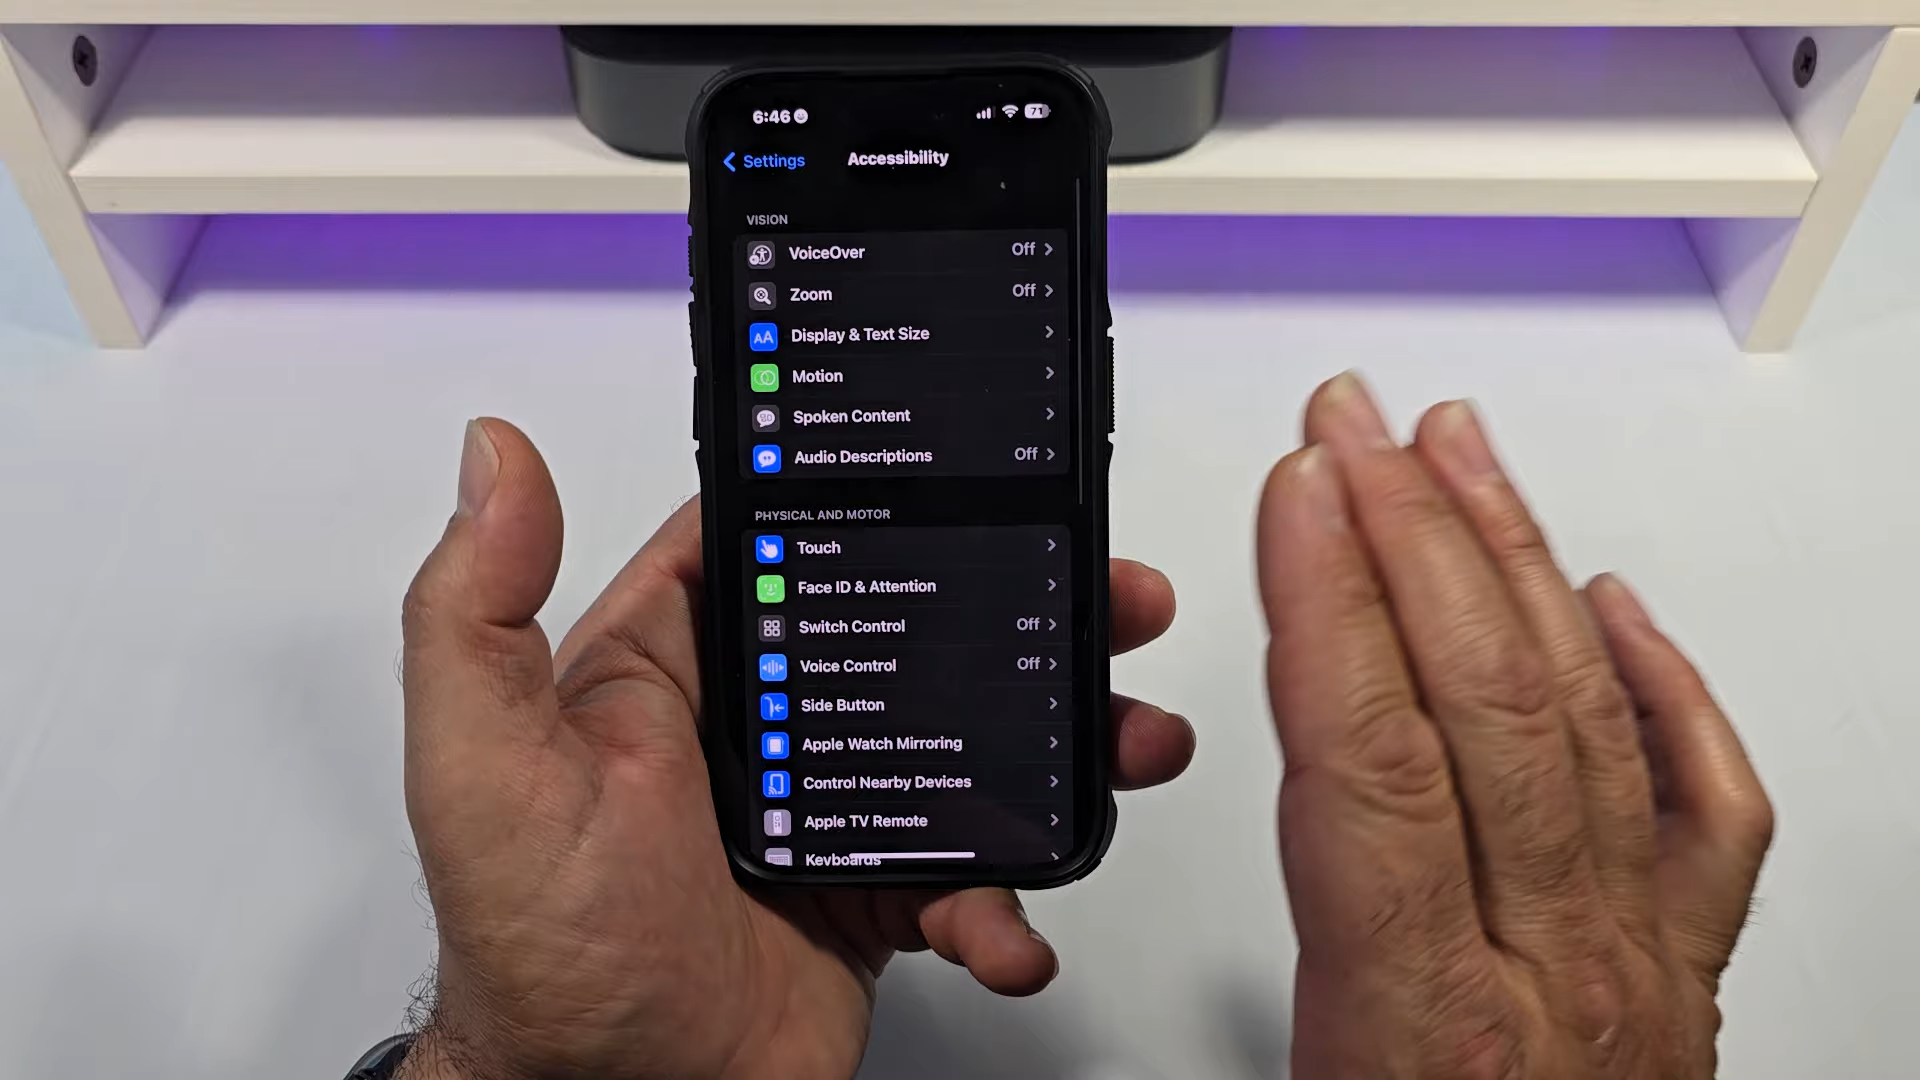 6:46
71
Settings
Accessibility
VISION
VoiceOver Off
Zoom Off
AA Display & Text Size
Motion
Spoken Content
Audio Descriptions Off
PHYSICAL AND MOTOR
Touch
Face ID & Attention
Switch Control Off
Voice Control Off
Side Button
Apple Watch Mirroring
Control Nearby Devices
Apple TV Remote
Keyboards